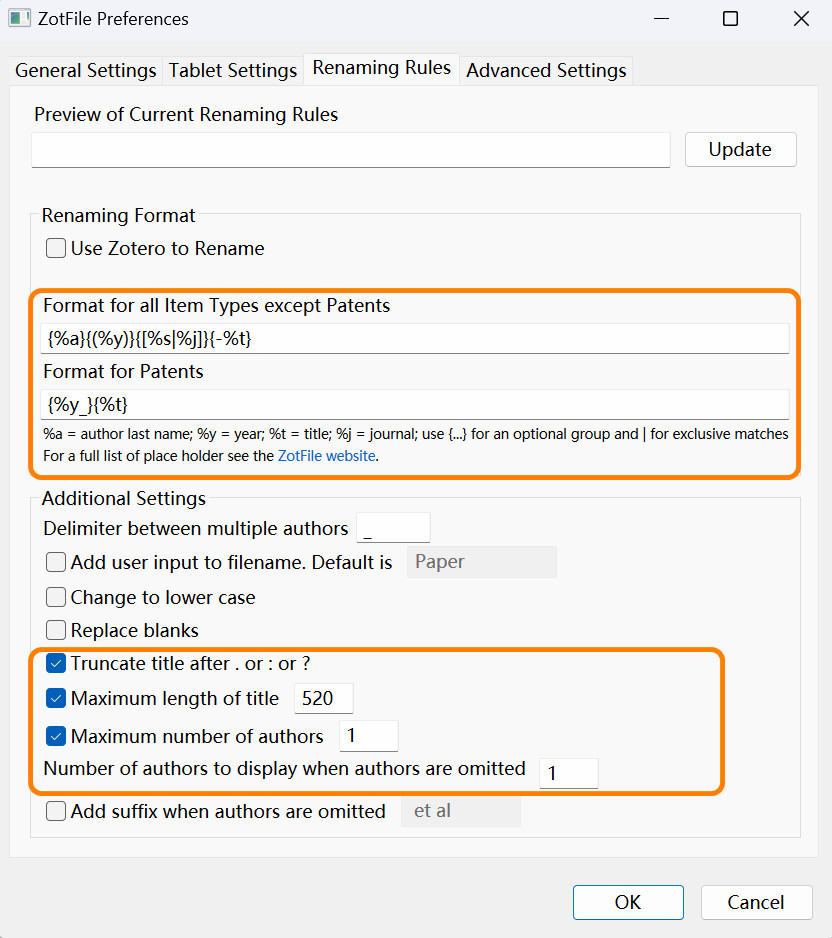 ZotFile Preferences
General Settings Tablet Settings Renaming Rules Advanced Settings
Preview of Current Renaming Rules
Update
Renaming Format
Use Zotero to Rename
Format for all Item Types except Patents
{%a}{(%y)}{[%s|%j]}{-%t}
Format for Patents
{%y_}{%t}
%a = author last name; %y = year; %t = title; %j = journal; use {...} for an optional group and | for exclusive matches
For a full list of place holder see the ZotFile website.
Additional Settings
Delimiter between multiple authors _
Add user input to filename. Default is Paper
Change to lower case
Replace blanks
Truncate title after . or : or ?
Maximum length of title 520
Maximum number of authors 1
Number of authors to display when authors are omitted 1
Add suffix when authors are omitted et al
OK Cancel